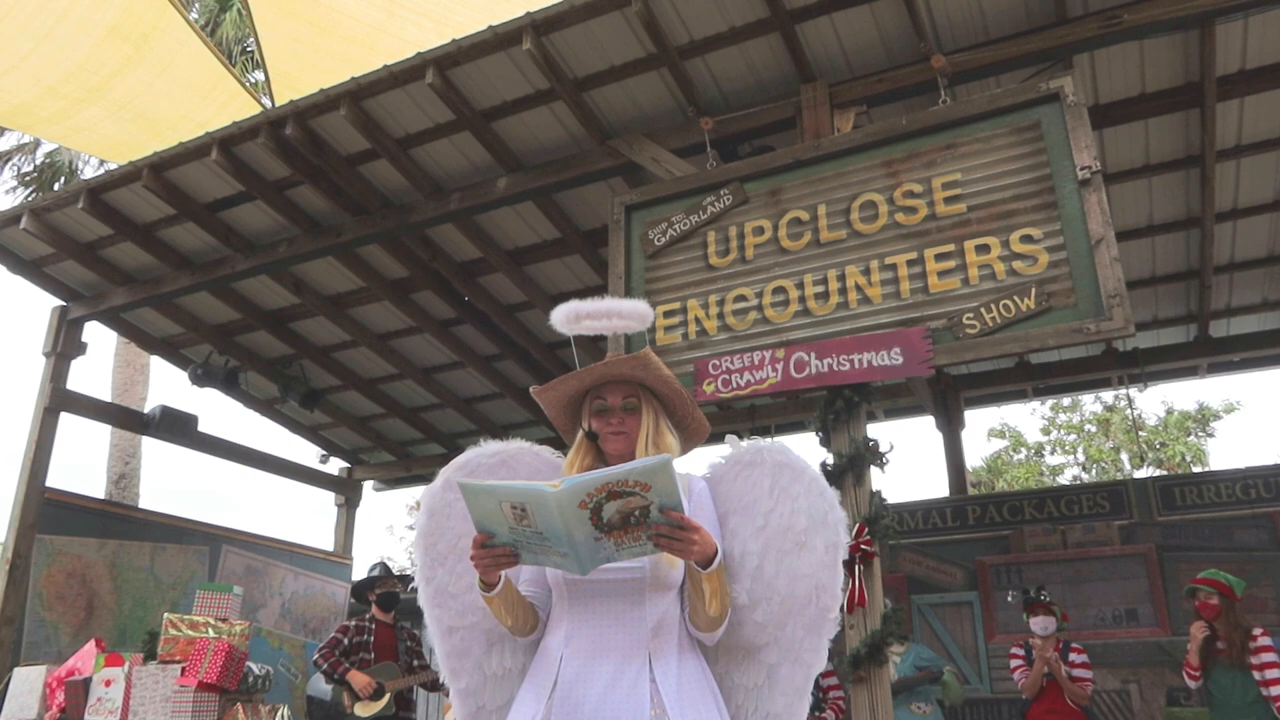 SHIP TO: ORL. FL
GATORLAND
UPCLOSE
ENCOUNTERS
SHOW
CREEPY
CRAWLY Christmas
RANDOLPH
RMAL PACKAGES
IRREGU